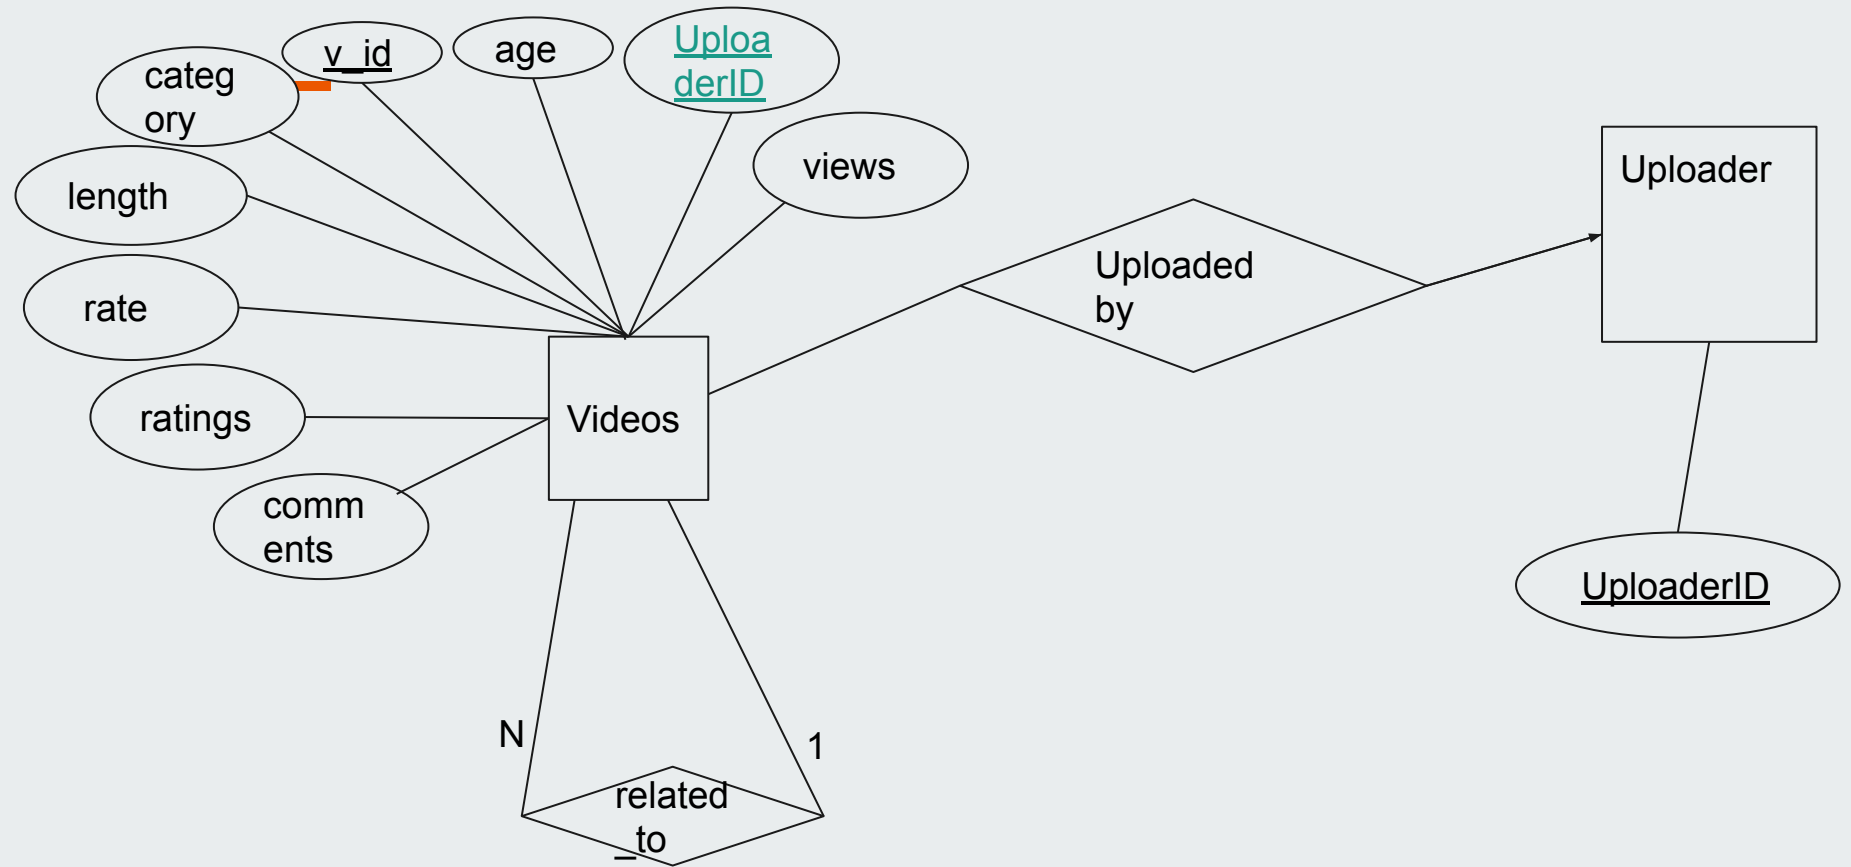 categ
ory
v_id
age
Uploa
derID
views
length
rate
ratings
comm
ents
Videos
Uploaded
by
Uploader
UploaderID
N
1
related
_to